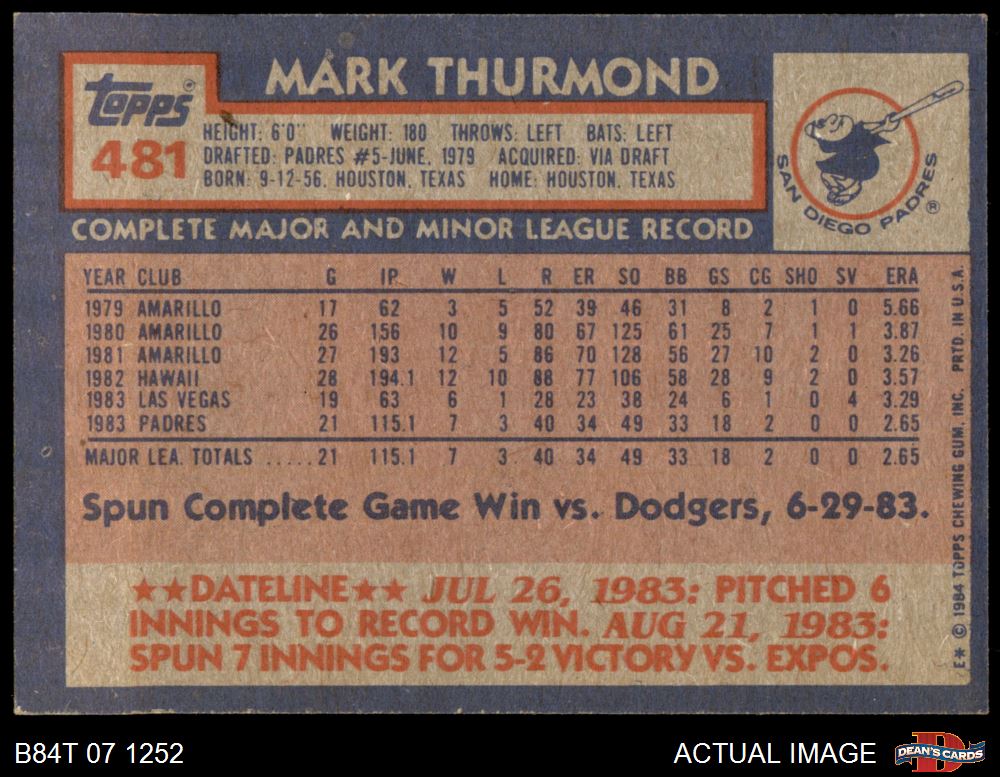 MARK THURMOND
Topps®
481
HEIGHT: 6'0" WEIGHT: 180 THROWS: LEFT BATS: LEFT
DRAFTED: PADRES #5-JUNE, 1979 ACQUIRED: VIA DRAFT
BORN: 9-12-56, HOUSTON, TEXAS HOME: HOUSTON, TEXAS
SAN DIEGO PADRES ®
COMPLETE MAJOR AND MINOR LEAGUE RECORD
YEAR CLUB G IP W L R ER SO BB GS CG SHO SV ERA
1979 AMARILLO 17 62 3 5 52 39 46 31 8 2 1 0 5.66
1980 AMARILLO 26 156 10 9 80 67 125 61 25 7 1 1 3.87
1981 AMARILLO 27 193 12 5 86 70 128 56 27 10 2 0 3.26
1982 HAWAII 28 194.1 12 10 88 77 106 58 28 9 2 0 3.57
1983 LAS VEGAS 19 63 6 1 28 23 38 24 6 1 0 4 3.29
1983 PADRES 21 115.1 7 3 40 34 49 33 18 2 0 0 2.65
MAJOR LEA. TOTALS .....21 115.1 7 3 40 34 49 33 18 2 0 0 2.65
Spun Complete Game Win vs. Dodgers, 6-29-83.
★★DATELINE★★ JUL 26, 1983: PITCHED 6
INNINGS TO RECORD WIN. AUG 21, 1983:
SPUN 7 INNINGS FOR 5-2 VICTORY VS. EXPOS.
E* © 1984 TOPPS CHEWING GUM, INC. PRTD. IN U.S.A.
B84T 07 1252
ACTUAL IMAGE
D
DEAN'S CARDS